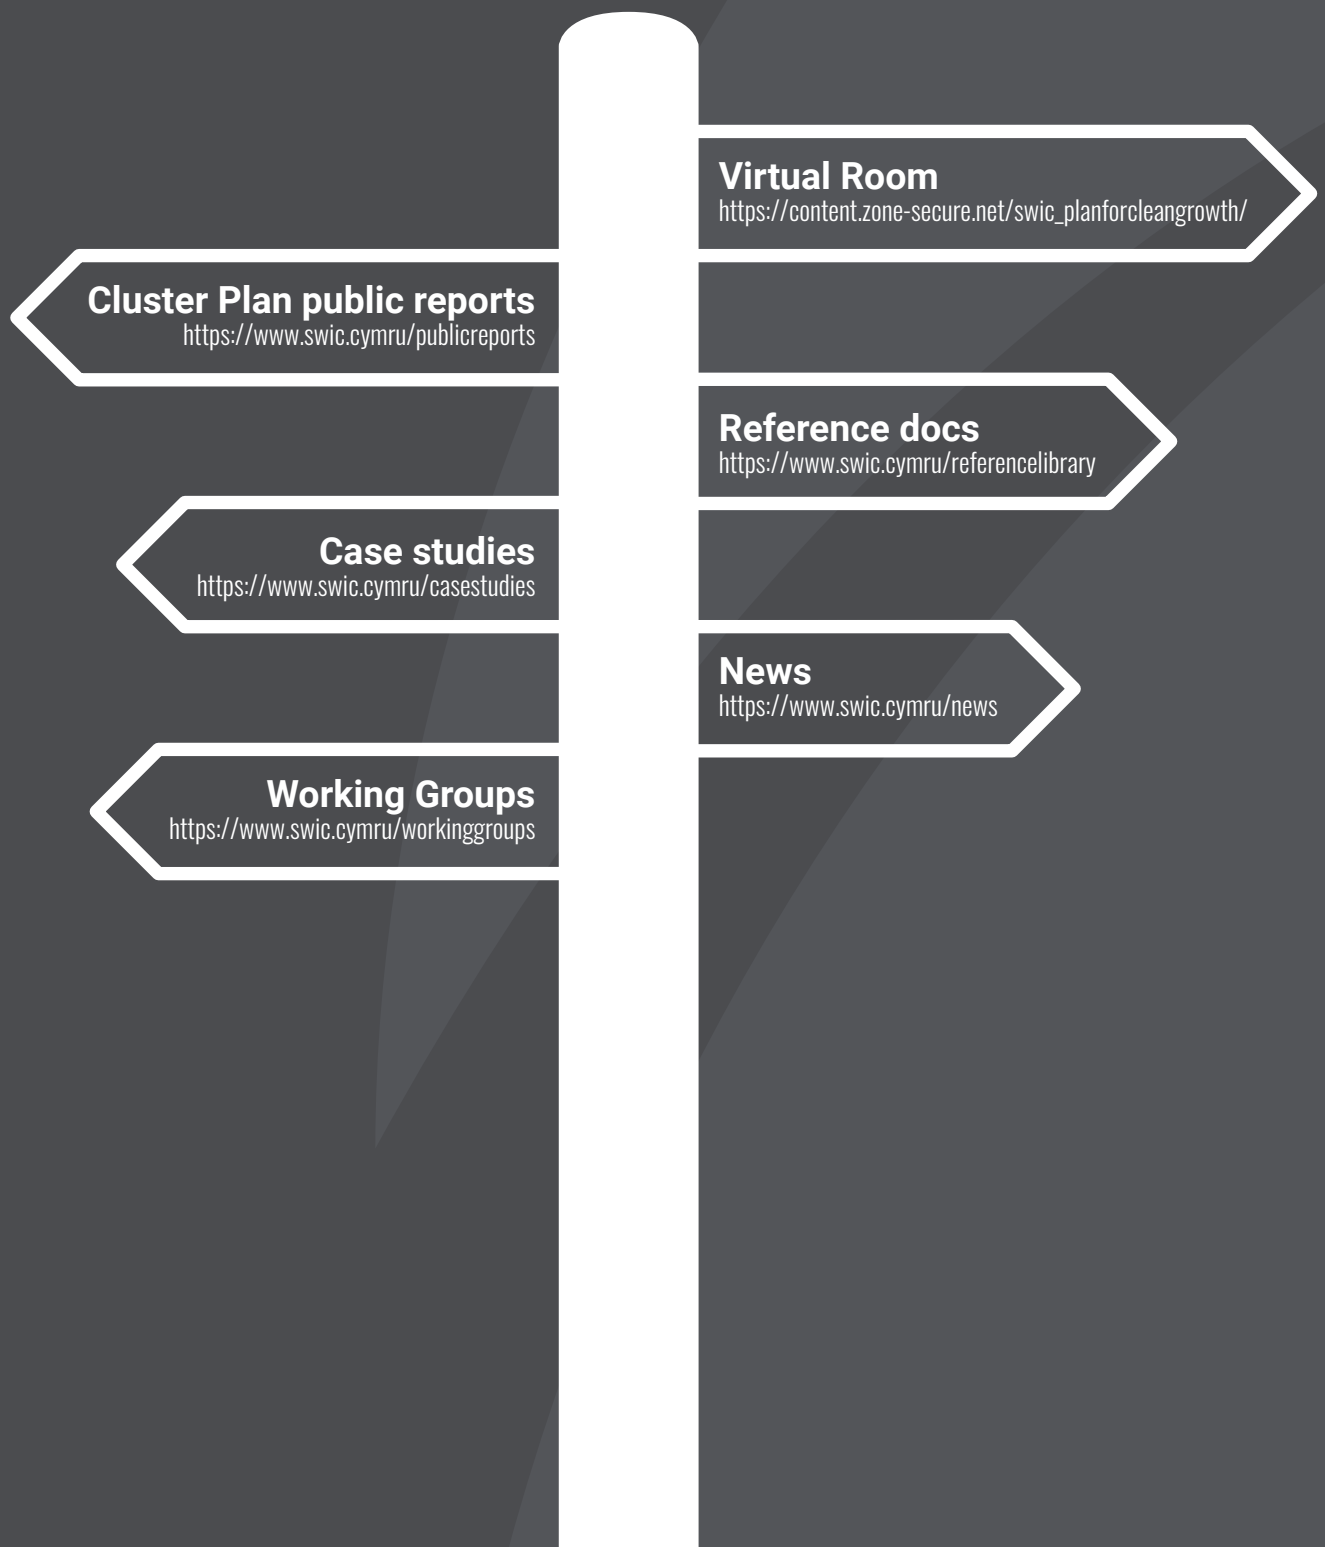 Virtual Room
https://content.zone-secure.net/swic_planforcleangrowth/
Cluster Plan public reports
https://www.swic.cymru/publicreports
Reference docs
https://www.swic.cymru/referencelibrary
Case studies
https://www.swic.cymru/casestudies
News
https://www.swic.cymru/news
Working Groups
https://www.swic.cymru/workinggroups